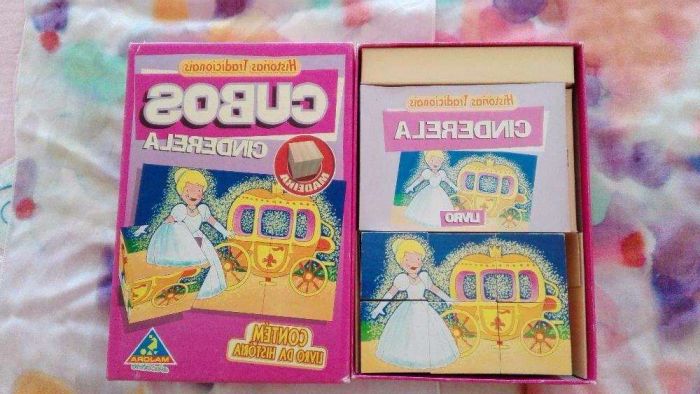 Histórias Tradicionais
CUBOS
CINDERELA
MADEIRA
CONTÉM
LIVRO DA HISTÓRIA
MAJORA
Histórias Tradicionais
CINDERELA
LIVRO